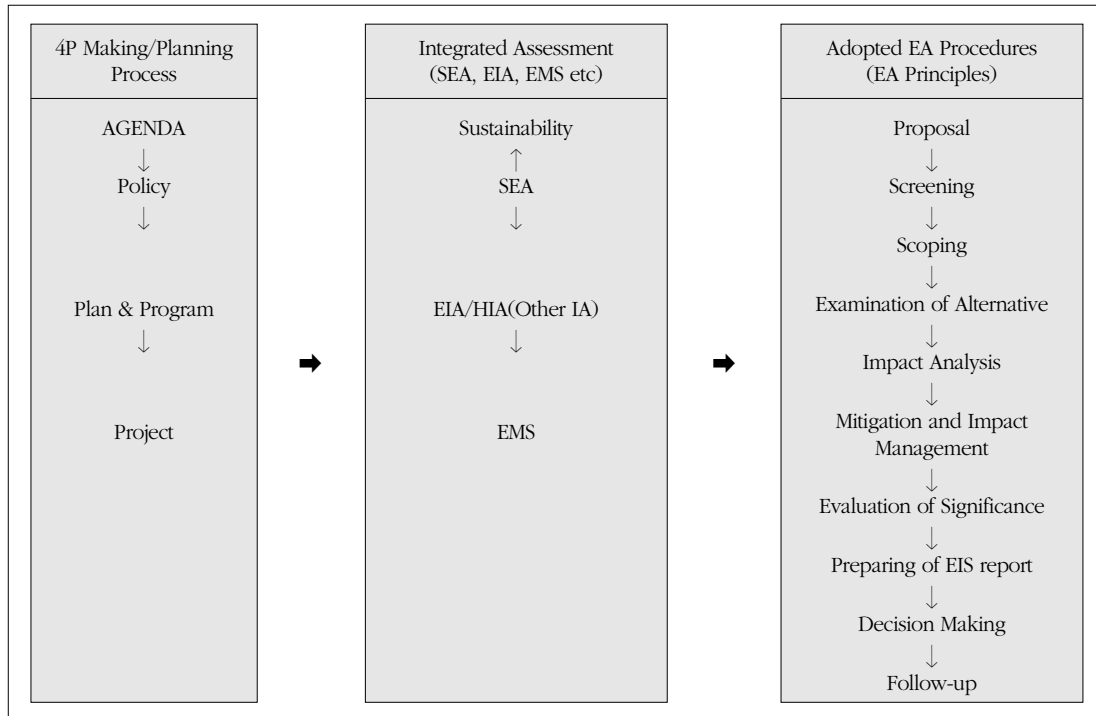 4P Making/Planning
Process
AGENDA
↓
Policy
↓
Plan & Program
↓
Project
Integrated Assessment
(SEA, EIA, EMS etc)
Sustainability
↑
SEA
↓
EIA/HIA(Other IA)
↓
EMS
Adopted EA Procedures
(EA Principles)
Proposal
↓
Screening
↓
Scoping
↓
Examination of Alternative
↓
Impact Analysis
↓
Mitigation and Impact
Management
↓
Evaluation of Significance
↓
Preparing of EIS report
↓
Decision Making
↓
Follow-up